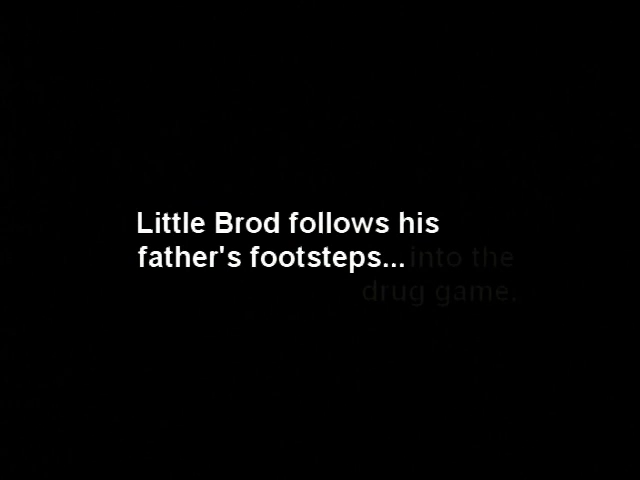 Little Brod follows his
father's footsteps...into the
drug game.